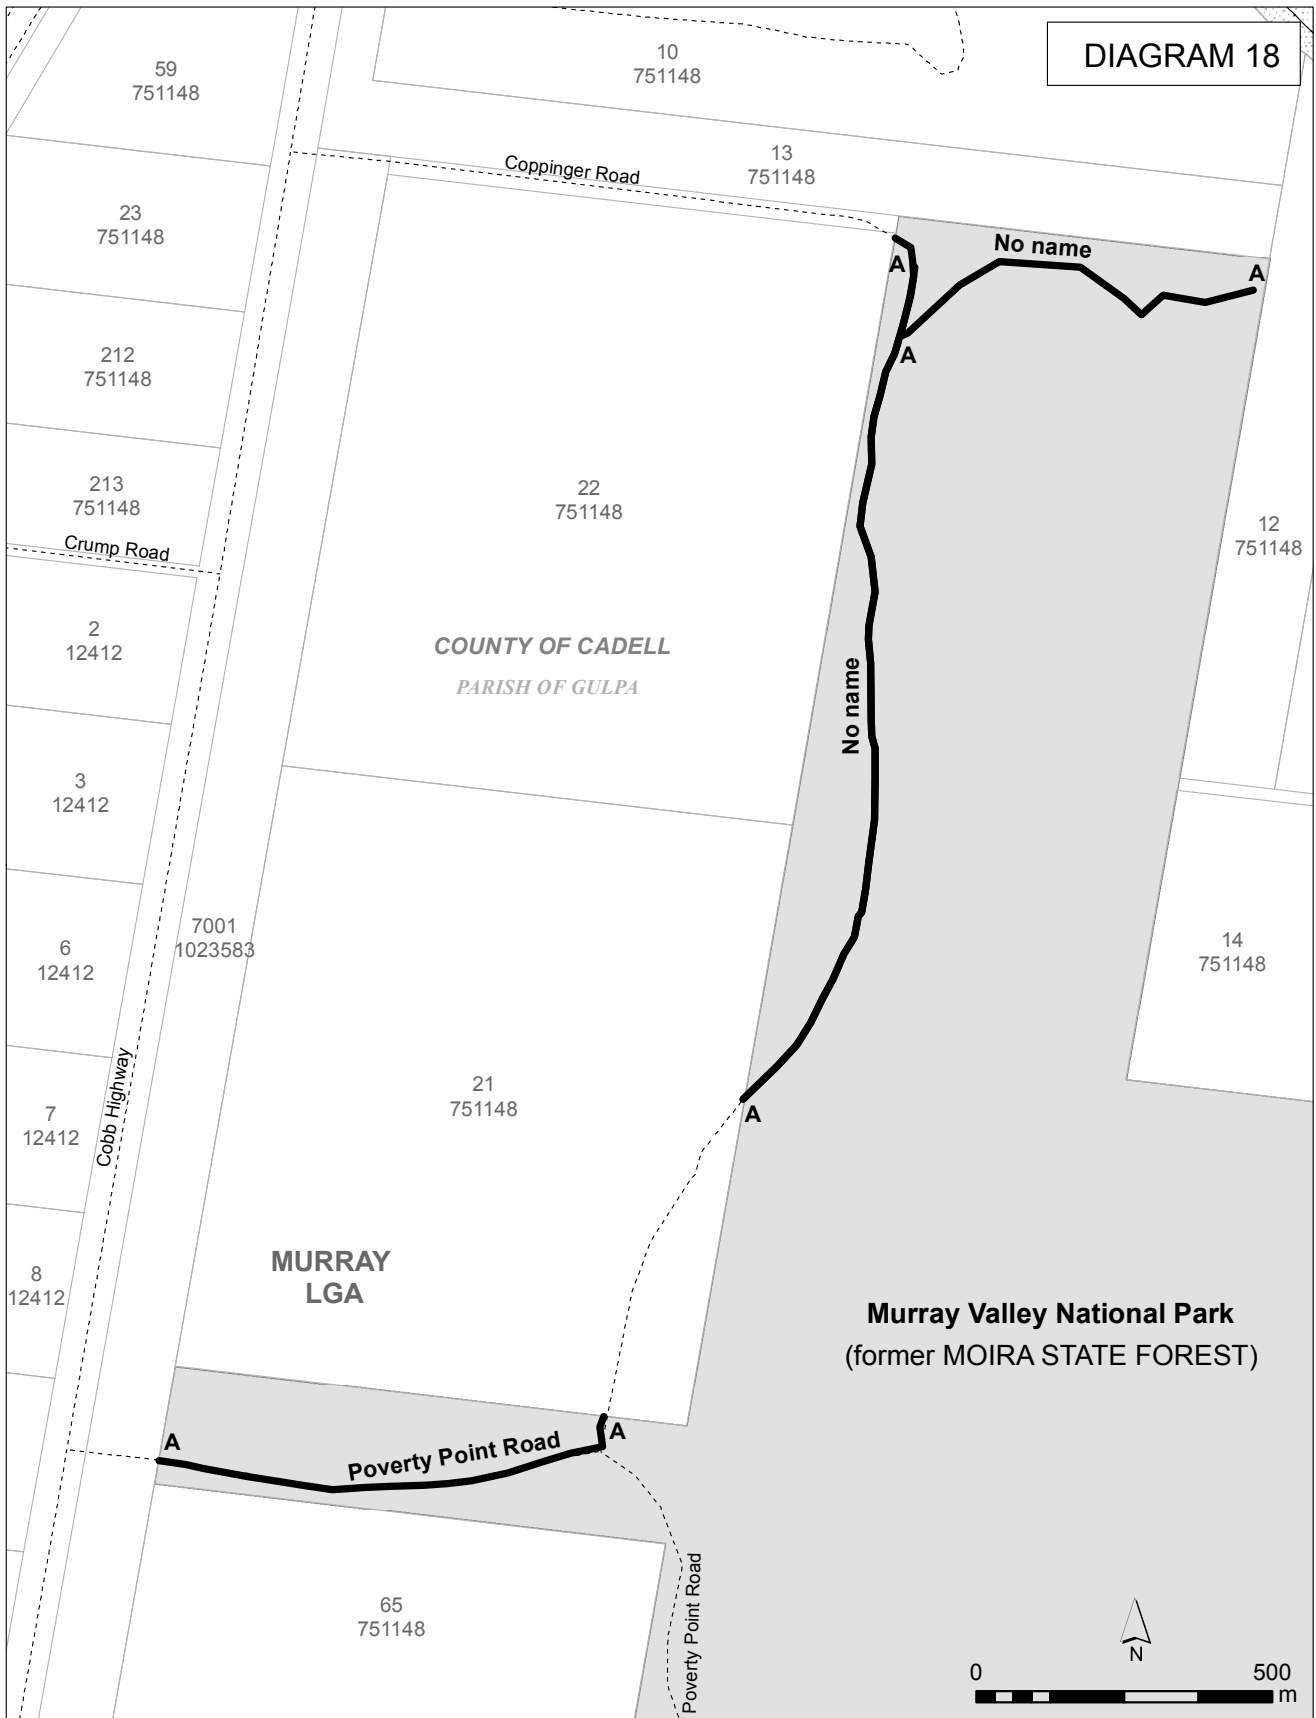 DIAGRAM 18
10
751148
59
751148
13
751148
Coppinger Road
23
751148
No name
A
A
212
751148
A
213
751148
22
751148
12
751148
Crump Road
2
12412
COUNTY OF CADELL
PARISH OF GULPA
No name
3
12412
7001
1023583
6
12412
14
751148
Cobb Highway
7
12412
21
751148
A
MURRAY
LGA
8
12412
Murray Valley National Park
(former MOIRA STATE FOREST)
A
Poverty Point Road
A
65
751148
Poverty Point Road
N
0 500
m